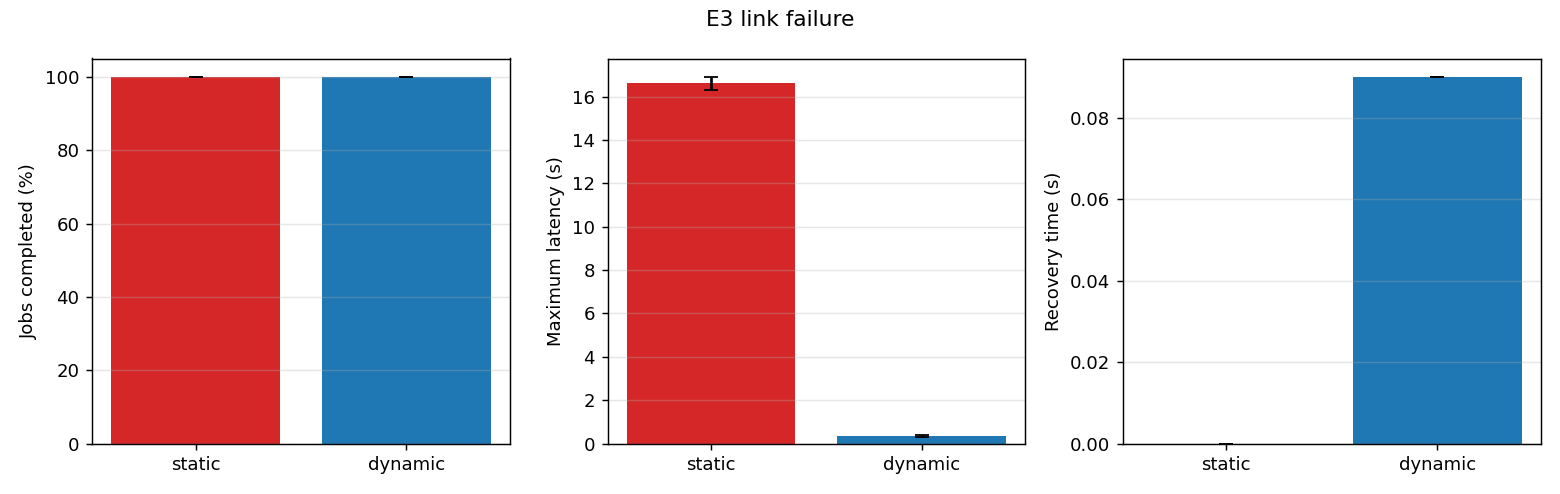 E3 link failure
Jobs completed (%)
100
80
60
40
20
0
static
dynamic
Maximum latency (s)
16
14
12
10
8
6
4
2
0
static
dynamic
Recovery time (s)
0.08
0.06
0.04
0.02
0.00
static
dynamic